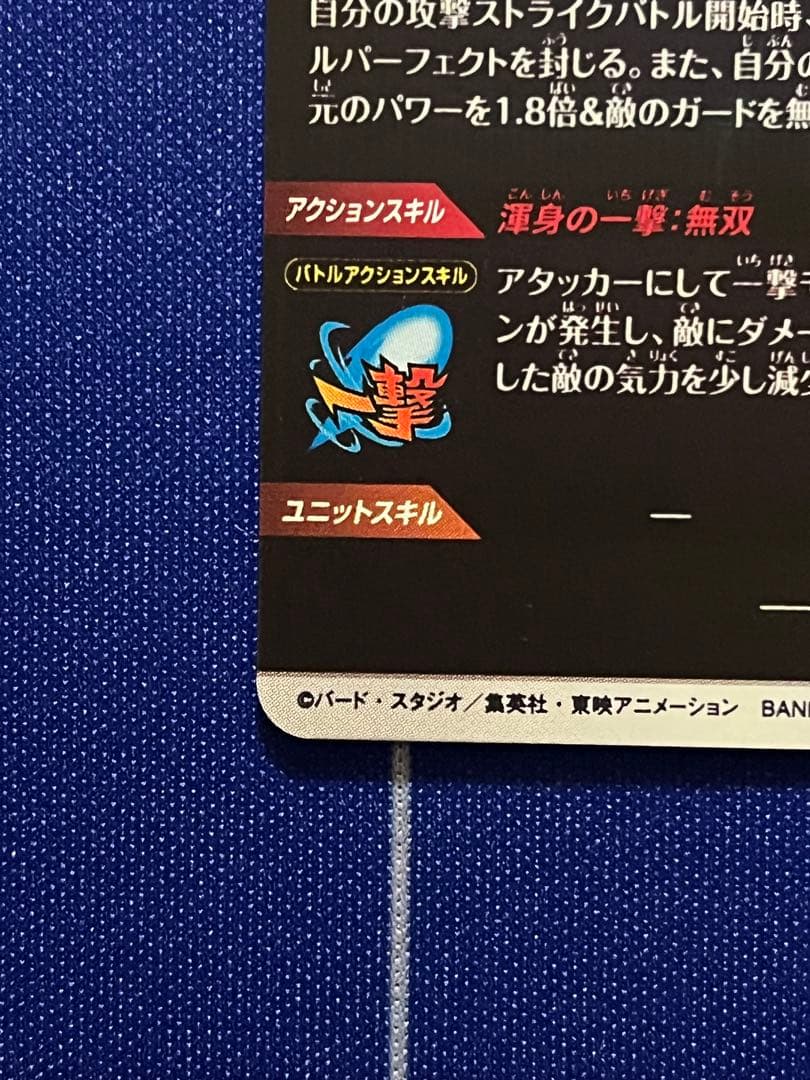 自分の攻撃ストライクバトル開始時、
ルパーフェクトを封じる。また、自分の
元のパワーを1.8倍&敵のガードを無
アクションスキル
渾身の一撃:無双
バトルアクションスキル
アタッカーにして一撃
ンが発生し、敵にダメー
した敵の気力を少し減少
一撃
ユニットスキル
—
©バード・スタジオ/集英社・東映アニメーション BAN